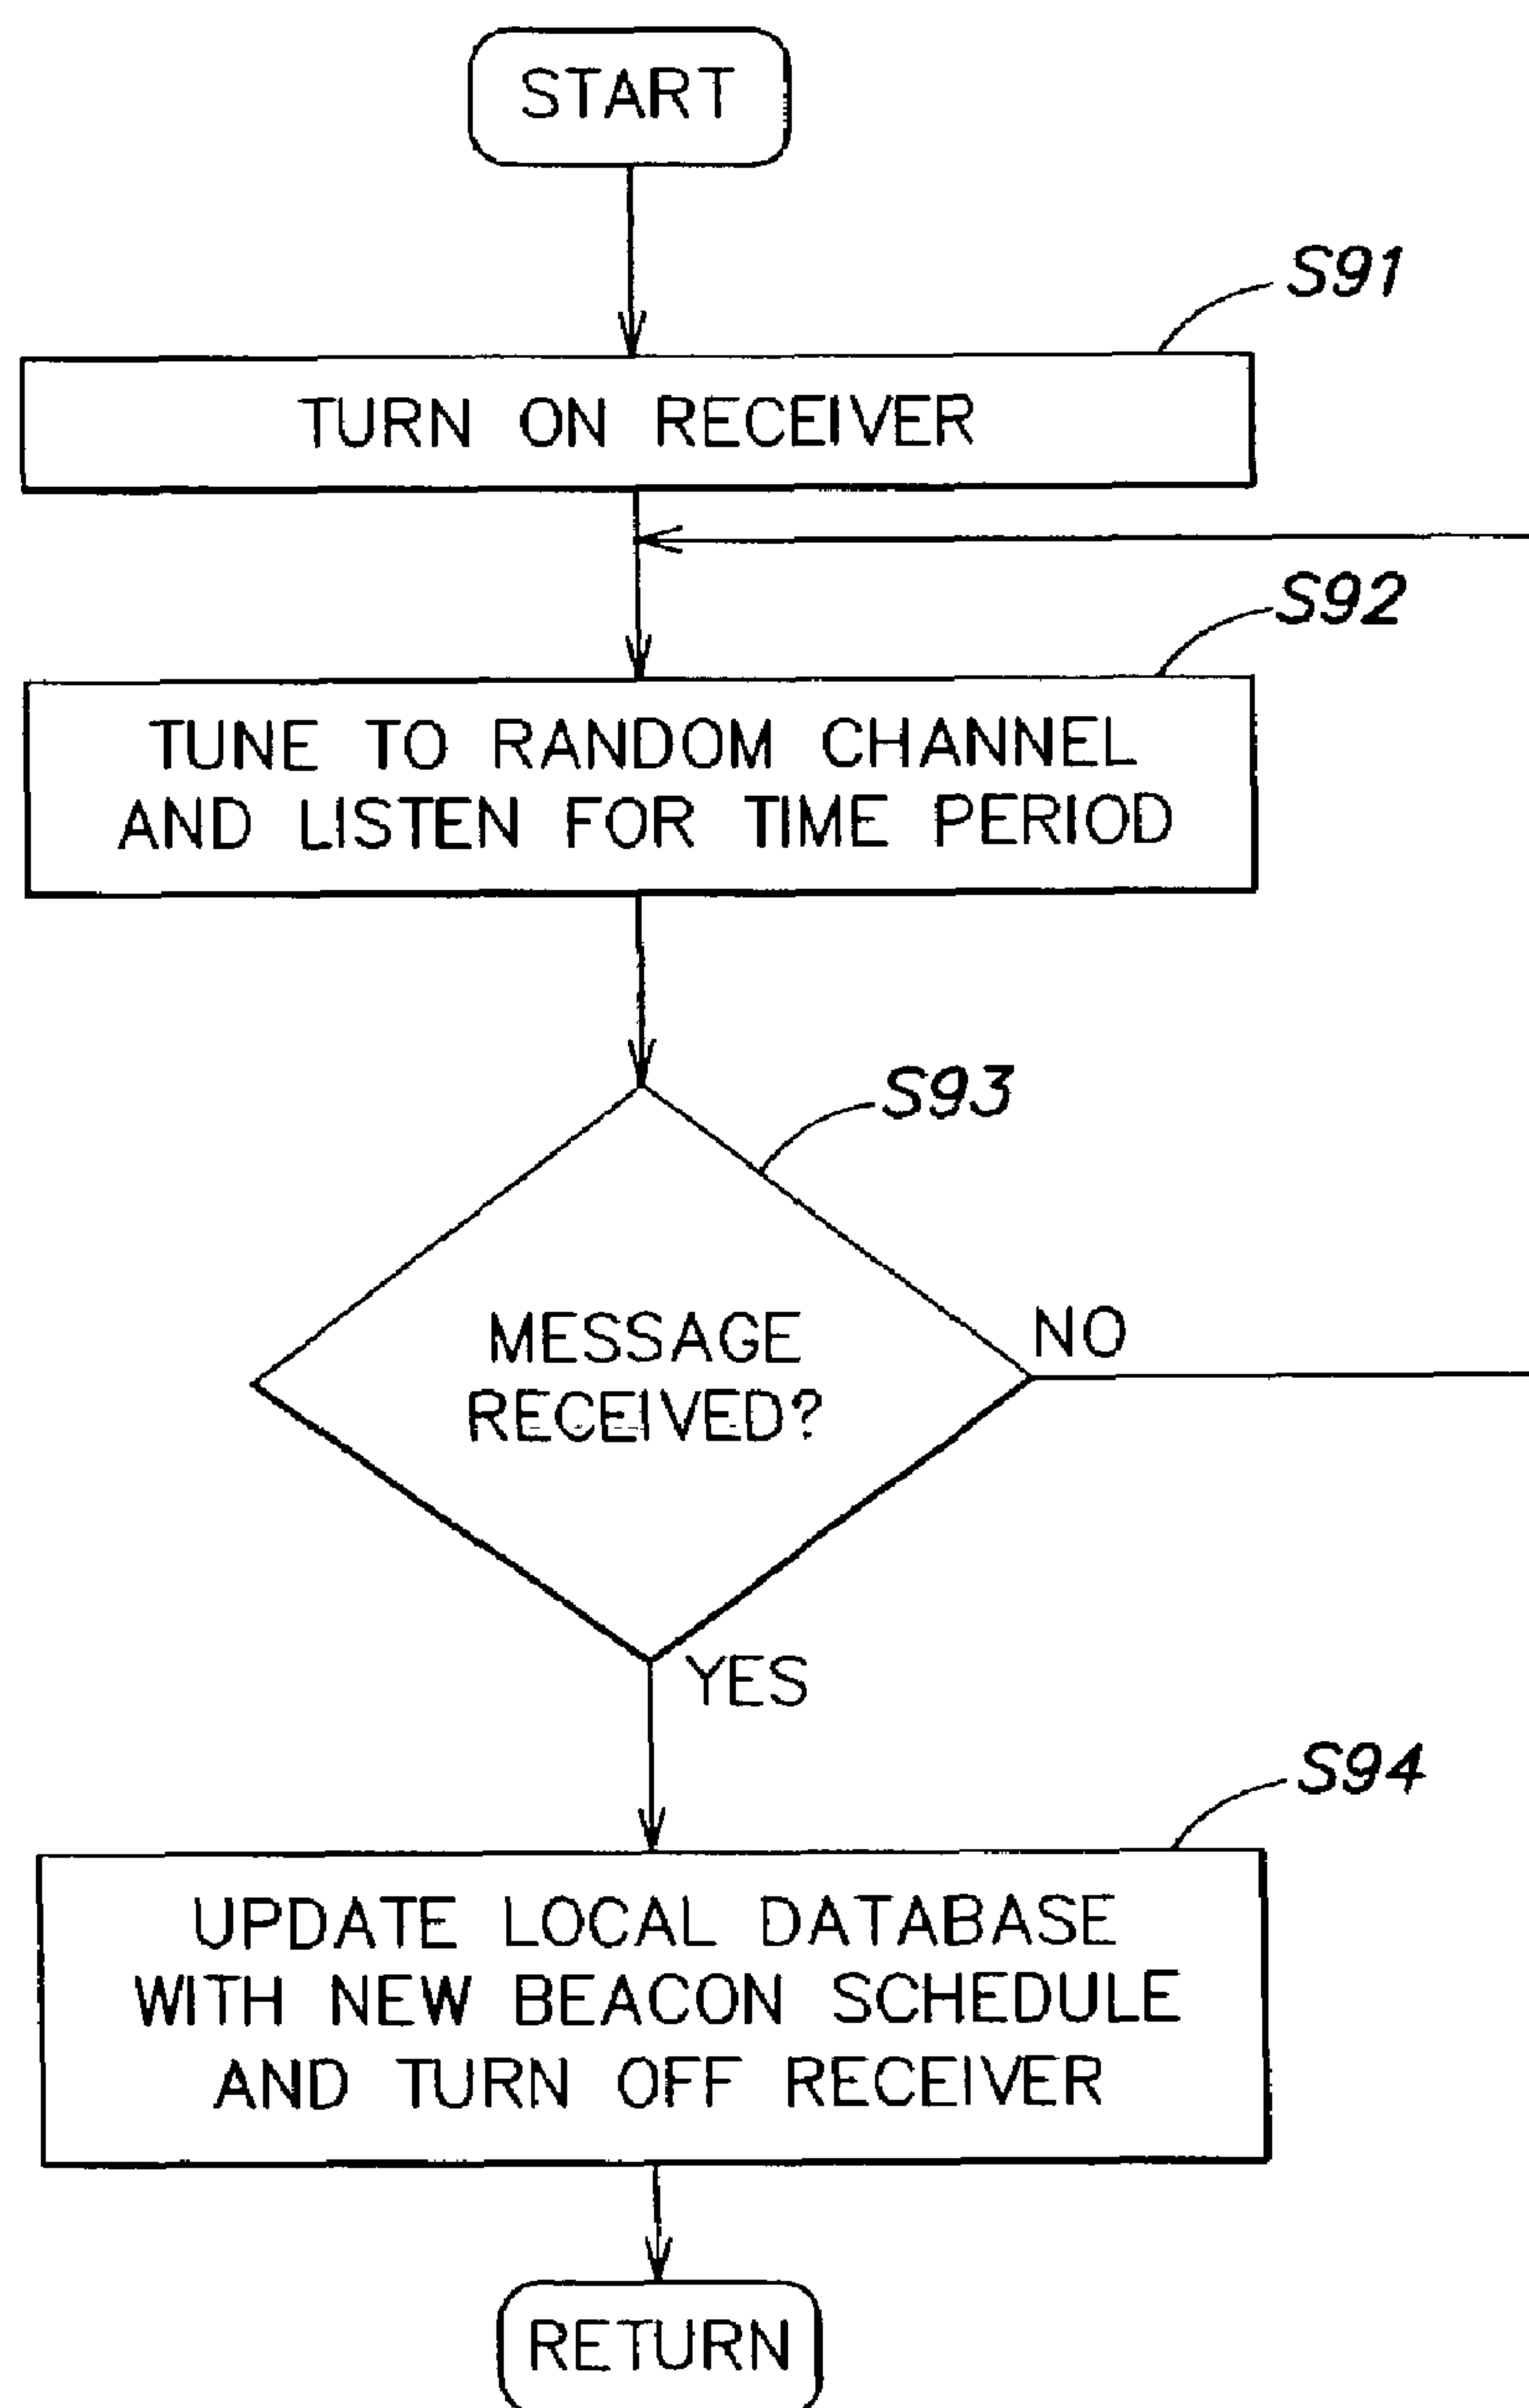 START
S91
TURN ON RECEIVER
S92
TUNE TO RANDOM CHANNEL
AND LISTEN FOR TIME PERIOD
S93
MESSAGE
RECEIVED?
NO
YES
S94
UPDATE LOCAL DATABASE
WITH NEW BEACON SCHEDULE
AND TURN OFF RECEIVER
RETURN